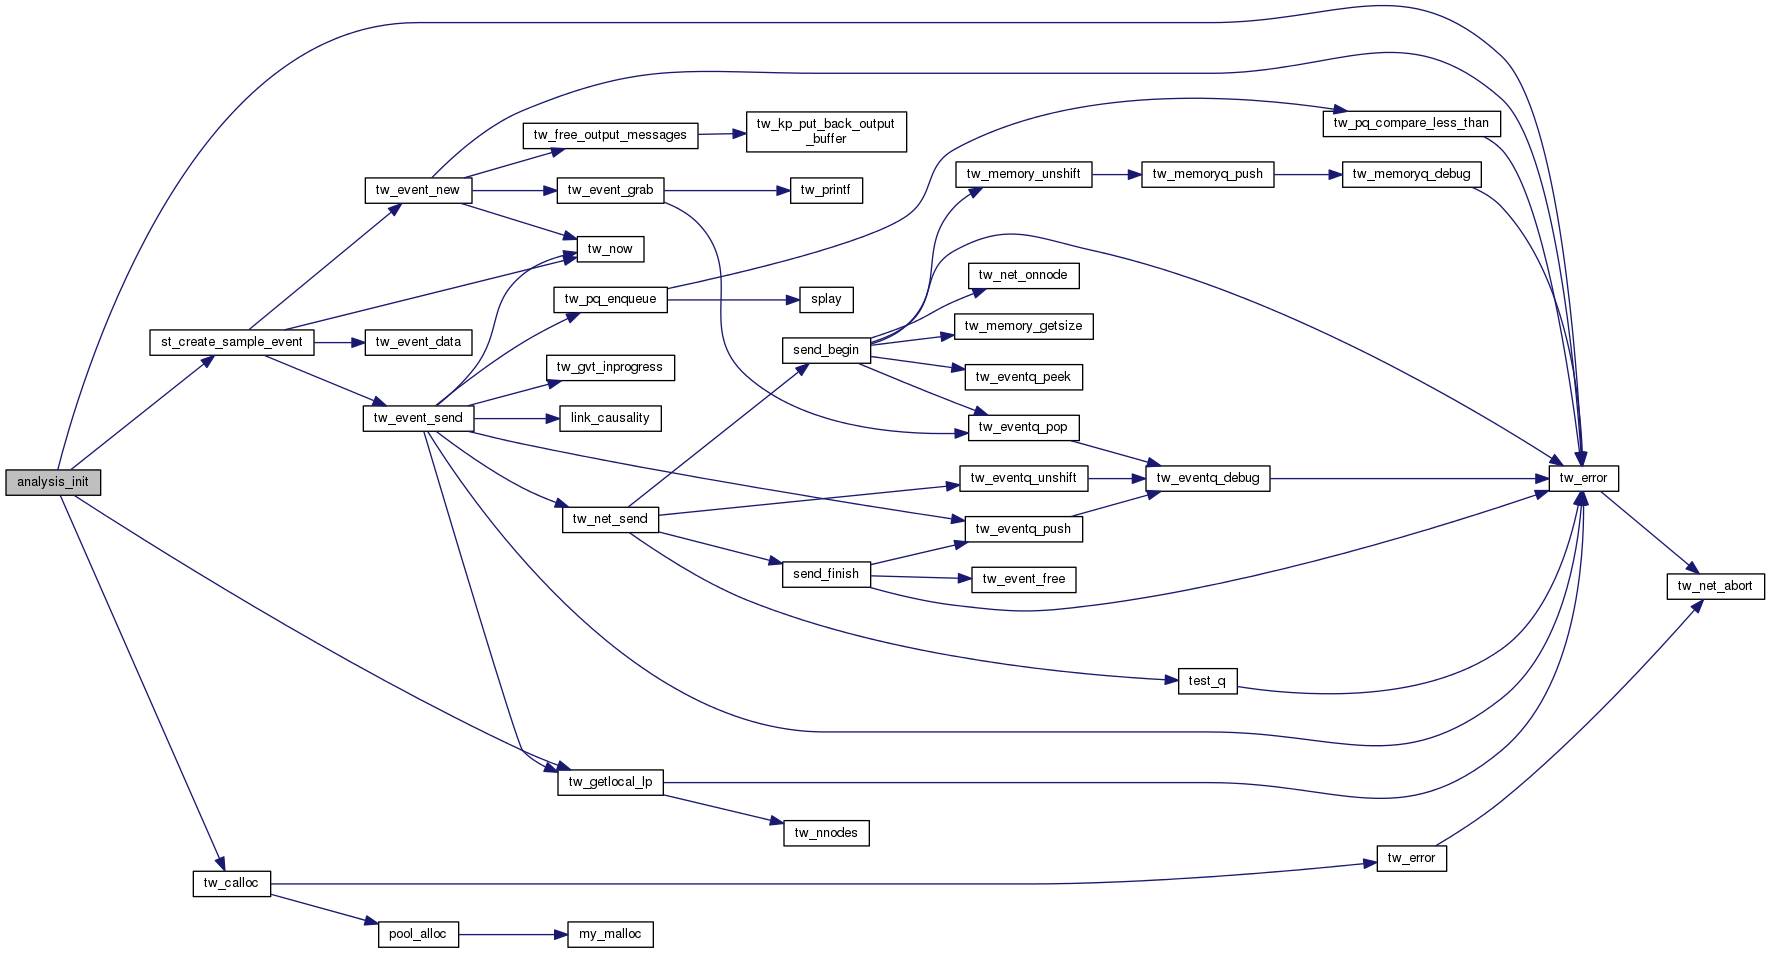 analysis_init
st_create_sample_event
tw_event_new
tw_free_output_messages
tw_kp_put_back_output
_buffer
tw_event_grab
tw_printf
tw_now
tw_event_data
tw_event_send
tw_pq_enqueue
splay
tw_pq_compare_less_than
tw_gvt_inprogress
link_causality
tw_net_send
send_begin
tw_memory_unshift
tw_memoryq_push
tw_memoryq_debug
tw_net_onnode
tw_memory_getsize
tw_eventq_peek
tw_eventq_pop
tw_eventq_unshift
tw_eventq_debug
tw_error
tw_eventq_push
send_finish
tw_event_free
tw_net_abort
test_q
tw_getlocal_lp
tw_nnodes
tw_calloc
tw_error
pool_alloc
my_malloc